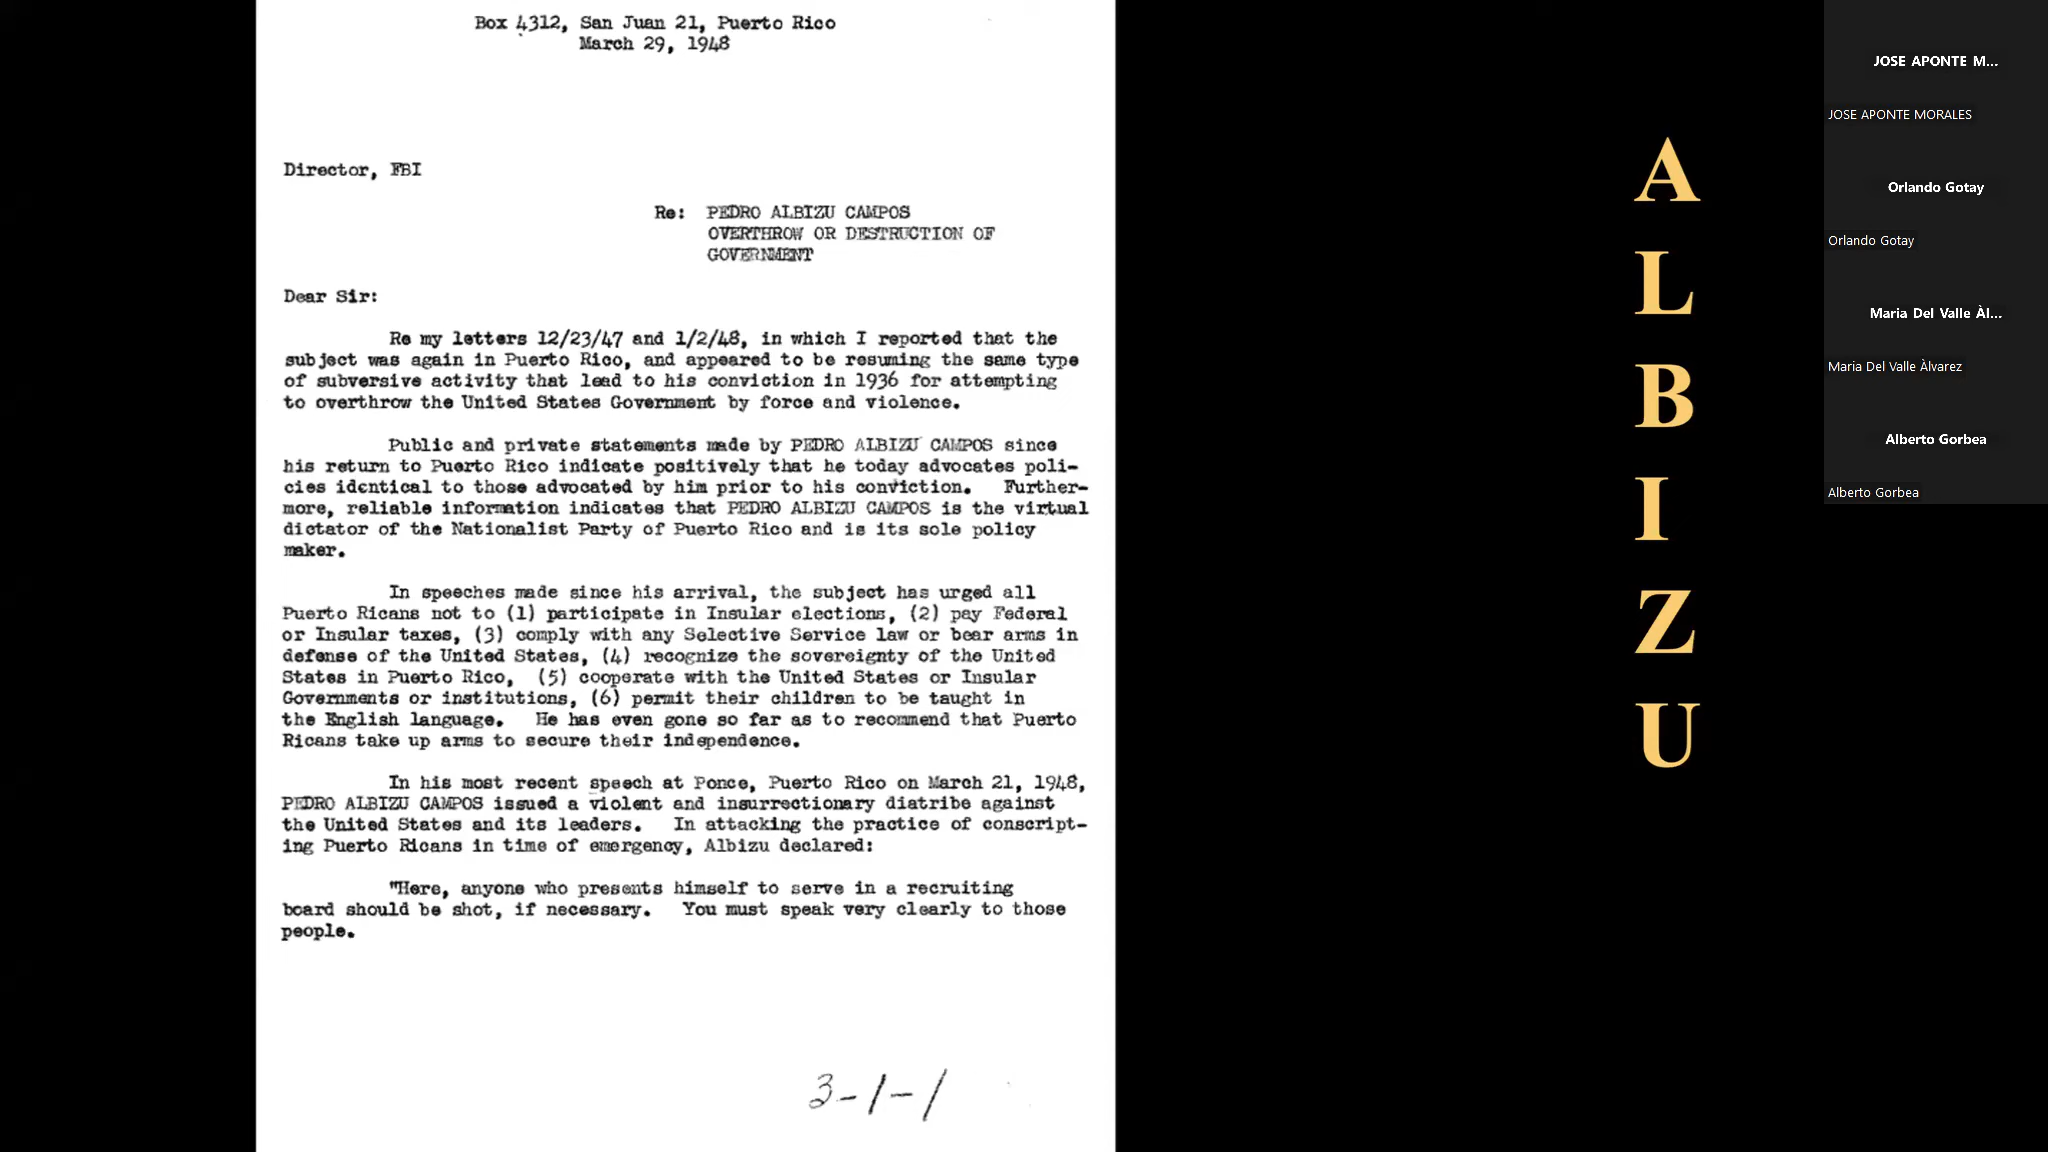 Box 4312, San Juan 21, Puerto Rico
March 29, 1948
Director, FBI
Re: PEDRO ALBIZU CAMPOS
OVERTHROW OR DESTRUCTION OF
GOVERNMENT
Dear Sir:
Re my letters 12/23/47 and 1/2/48, in which I reported that the
subject was again in Puerto Rico, and appeared to be resuming the same type
of subversive activity that lead to his conviction in 1936 for attempting
to overthrow the United States Government by force and violence.
Public and private statements made by PEDRO ALBIZU CAMPOS since
his return to Puerto Rico indicate positively that he today advocates poli-
cies identical to those advocated by him prior to his conviction. Further-
more, reliable information indicates that PEDRO ALBIZU CAMPOS is the virtual
dictator of the Nationalist Party of Puerto Rico and is its sole policy
maker.
In speeches made since his arrival, the subject has urged all
Puerto Ricans not to (1) participate in Insular elections, (2) pay Federal
or Insular taxes, (3) comply with any Selective Service law or bear arms in
defense of the United States, (4) recognize the sovereignty of the United
States in Puerto Rico, (5) cooperate with the United States or Insular
Governments or institutions, (6) permit their children to be taught in
the English language. He has even gone so far as to recommend that Puerto
Ricans take up arms to secure their independence.
In his most recent speech at Ponce, Puerto Rico on March 21, 1948,
PEDRO ALBIZU CAMPOS issued a violent and insurrectionary diatribe against
the United States and its leaders. In attacking the practice of conscript-
ing Puerto Ricans in time of emergency, Albizu declared:
"Here, anyone who presents himself to serve in a recruiting
board should be shot, if necessary. You must speak very clearly to those
people.
3-1-1
A
L
B
I
Z
U
JOSE APONTE M...
JOSE APONTE MORALES
Orlando Gotay
Orlando Gotay
Maria Del Valle Àl...
Maria Del Valle Àlvarez
Alberto Gorbea
Alberto Gorbea